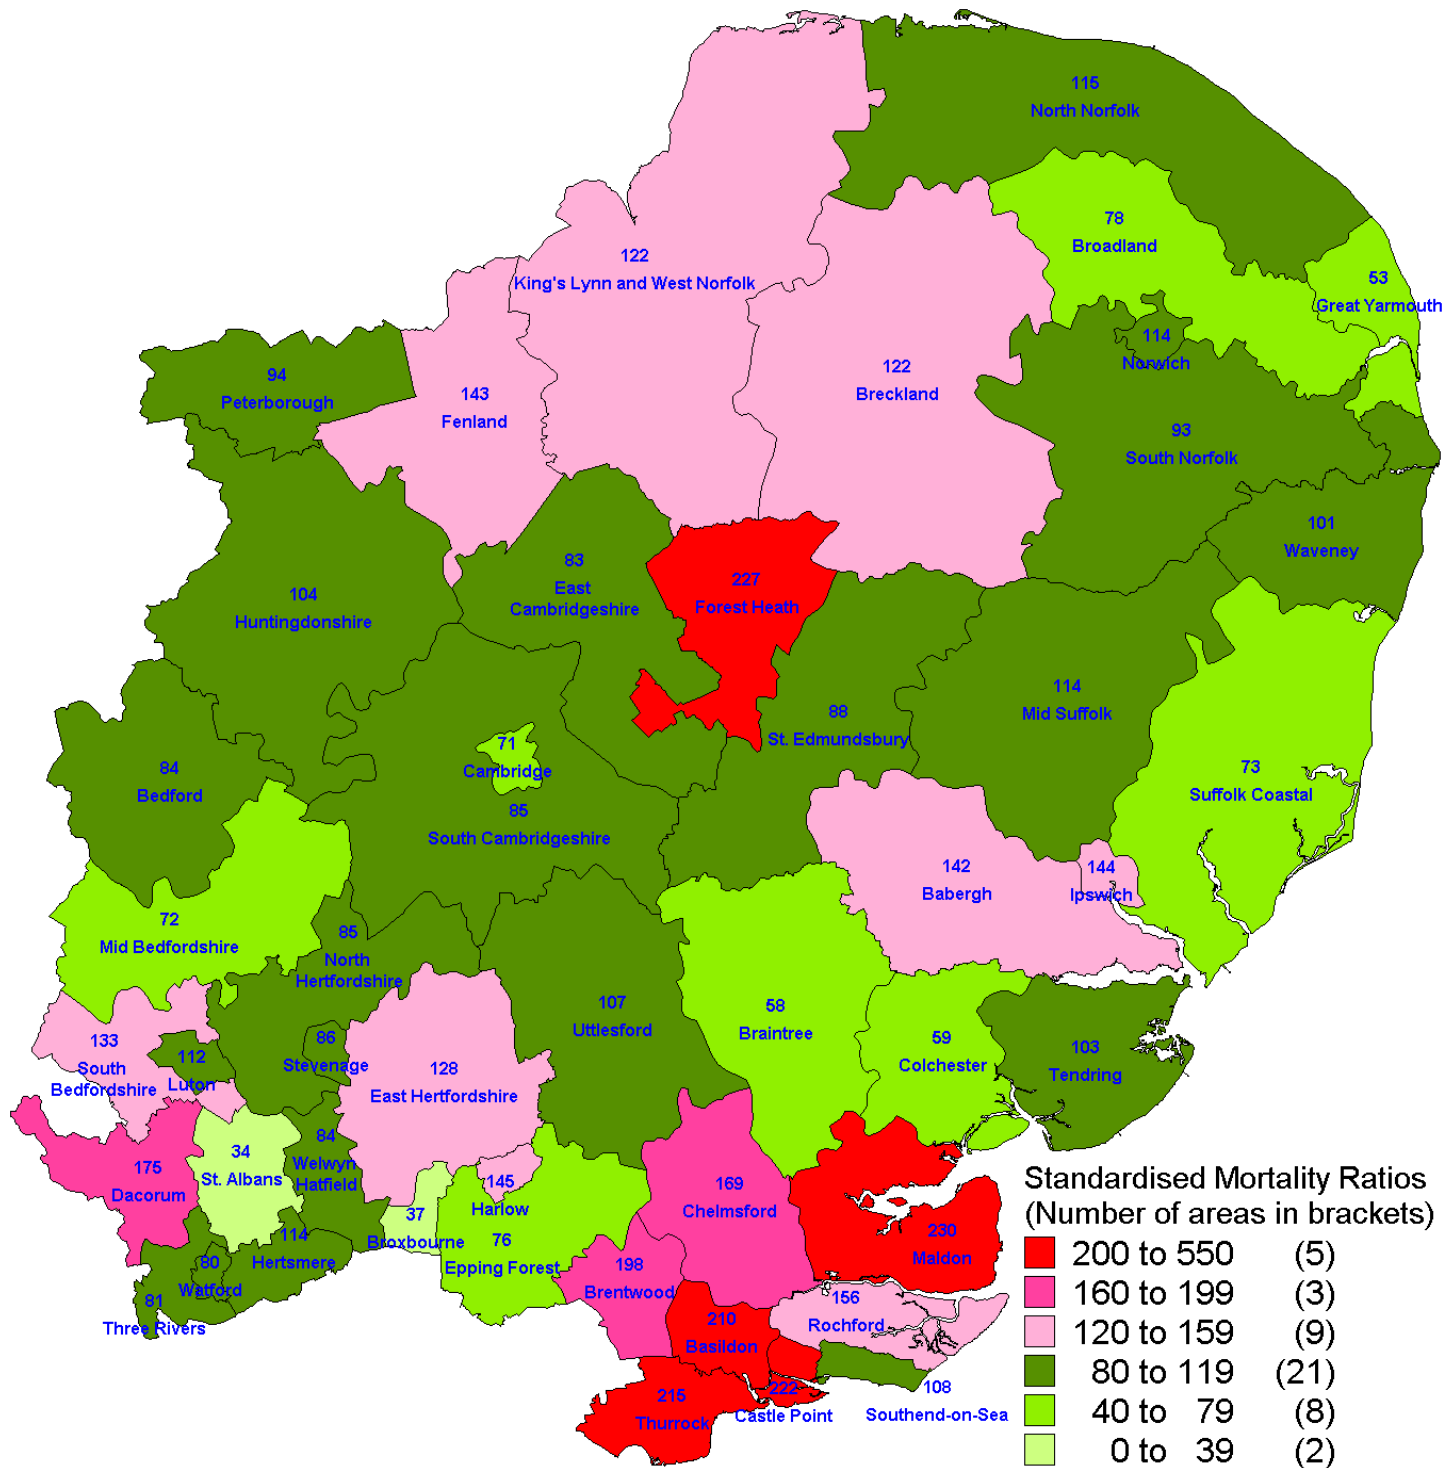 115
North Norfolk
78
Broadland
122
King's Lynn and West Norfolk
53
Great Yarmouth
114
Norwich
94
Peterborough
143
Fenland
122
Breckland
93
South Norfolk
101
Waveney
83
East
Cambridgeshire
227
Forest Heath
104
Huntingdonshire
114
Mid Suffolk
88
St. Edmundsbury
71
Cambridge
84
Bedford
73
Suffolk Coastal
85
South Cambridgeshire
142
Babergh
144
Ipswich
72
Mid Bedfordshire
85
North
Hertfordshire
107
Uttlesford
58
Braintree
59
Colchester
103
Tendring
133
South
Bedfordshire
112
Luton
86
Stevenage
128
East Hertfordshire
175
Dacorum
34
St. Albans
84
Welwyn
Hatfield
145
Harlow
169
Chelmsford
37
Broxbourne
76
Epping Forest
230
Maldon
114
Hertsmere
80
Watford
81
Three Rivers
198
Brentwood
210
Basildon
156
Rochford
215
Thurrock
222
Castle Point
108
Southend-on-Sea
Standardised Mortality Ratios
(Number of areas in brackets)
200 to 550 (5)
160 to 199 (3)
120 to 159 (9)
80 to 119 (21)
40 to 79 (8)
0 to 39 (2)